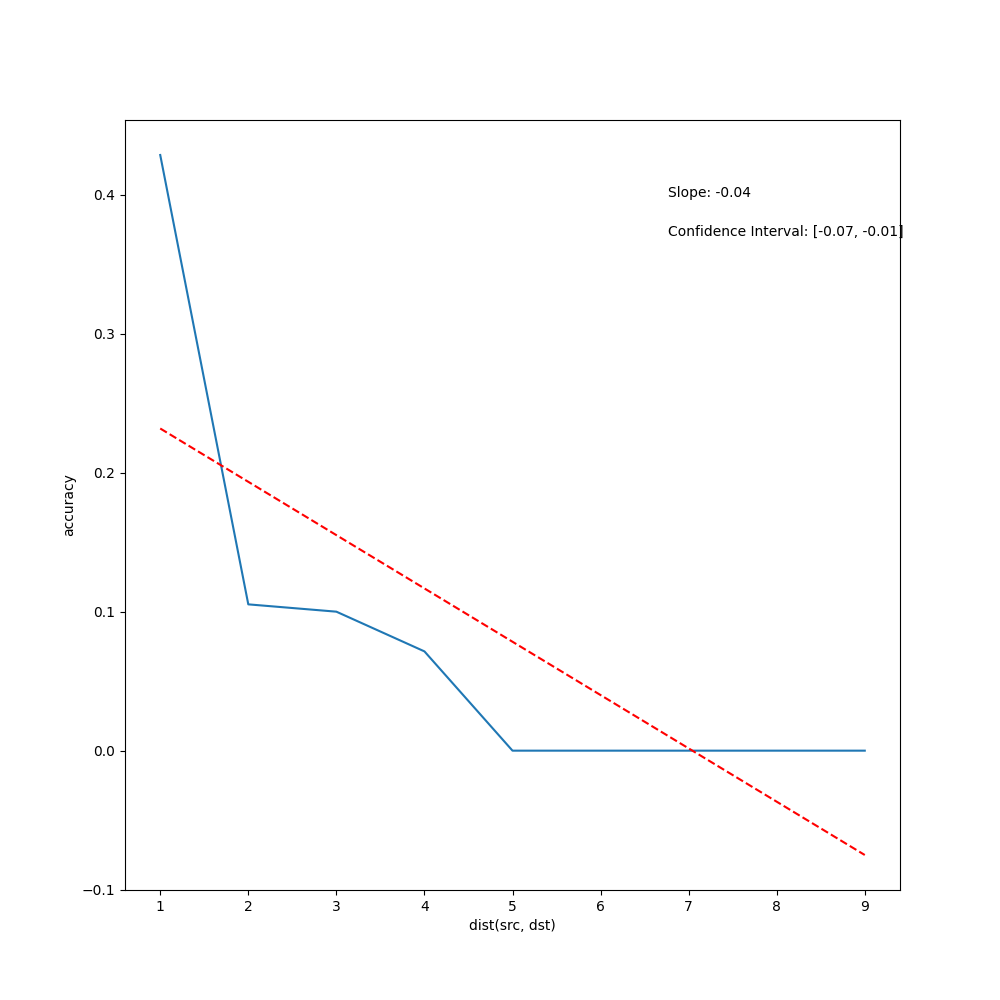 0.4
0.3
0.2
0.1
0.0
−0.1
accuracy
Slope: -0.04
Confidence Interval: [-0.07, -0.01]
1 2 3 4 5 6 7 8 9
dist(src, dst)